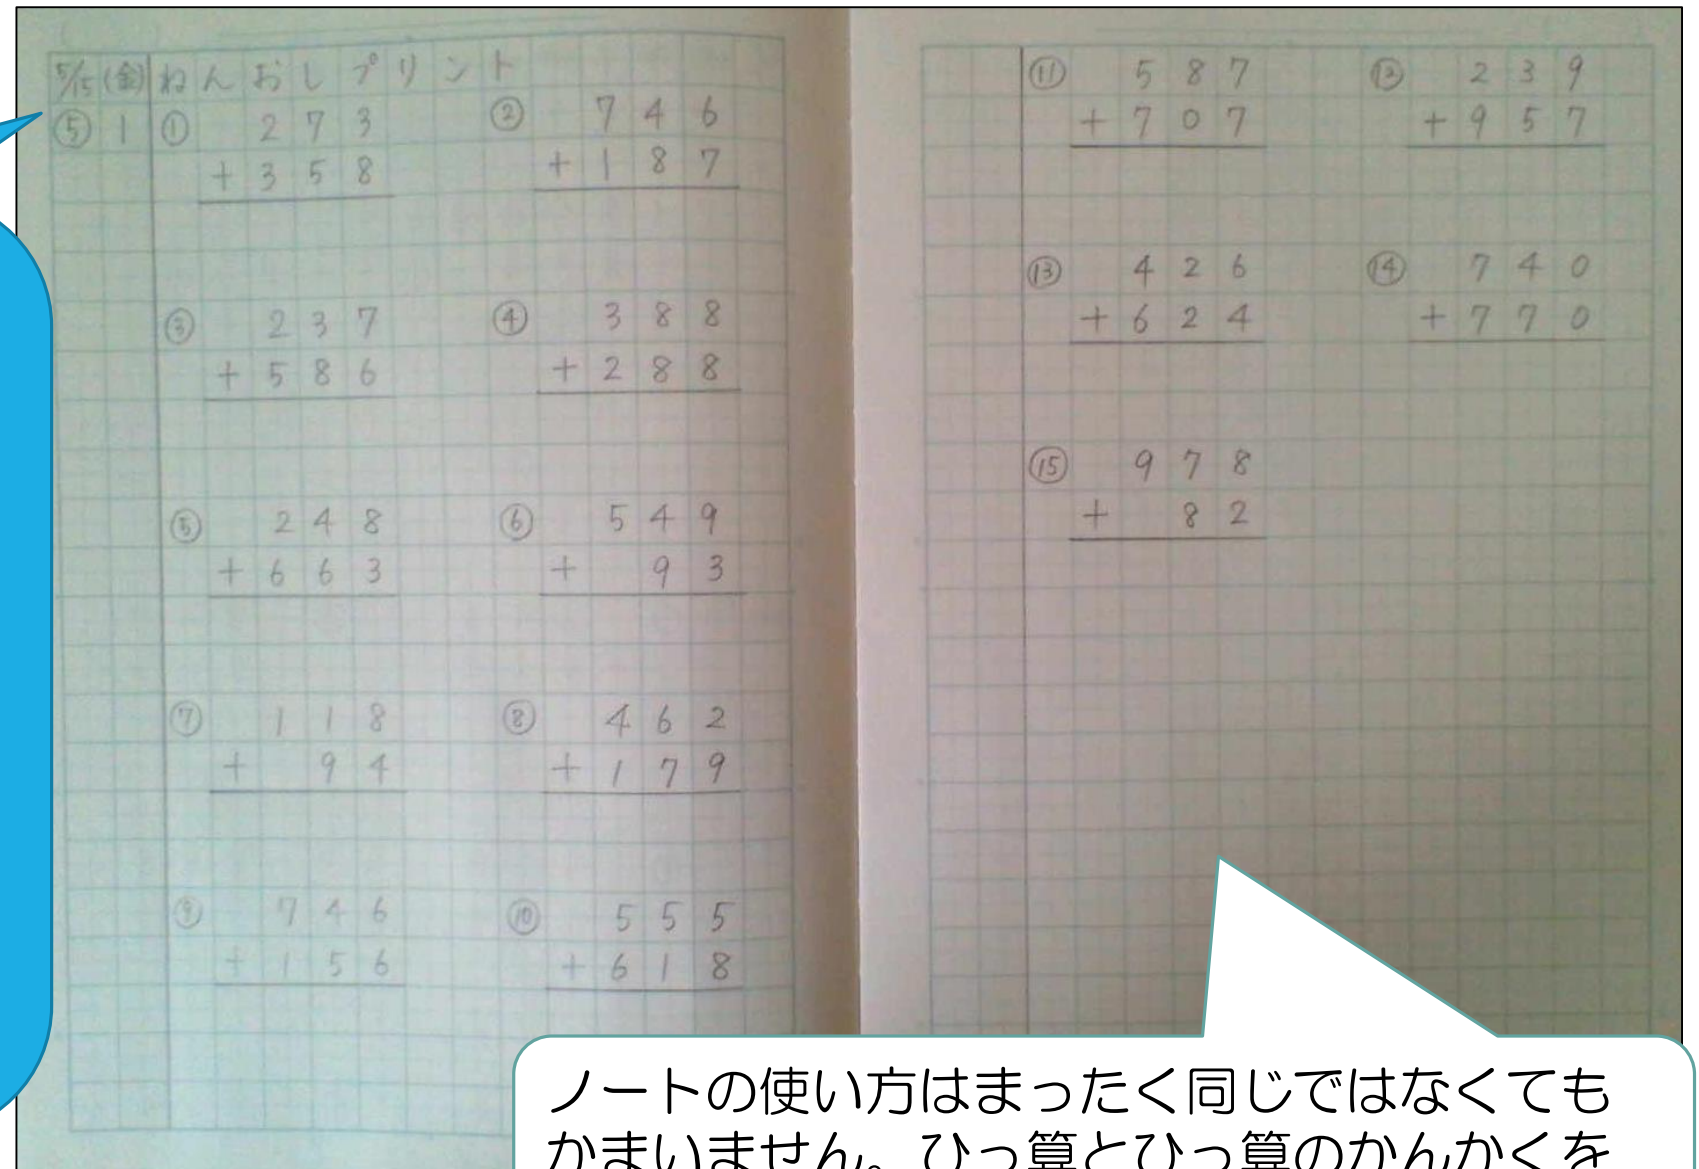 5/15(金) ねんおしプリント
⑤ 1 ① 273 ② 746
+358 +187
③ 237 ④ 388
+586 +288
⑤ 248 ⑥ 549
+663 + 93
⑦ 118 ⑧ 462
+ 94 +179
⑨ 746 ⑩ 555
+156 +618
⑪ 587 ⑫ 239
+707 +957
⑬ 426 ⑭ 740
+624 +770
⑮ 978
+ 82
ノートの使い方はまったく同じではなくても
かまいません。ひっ算とひっ算のかんかくを